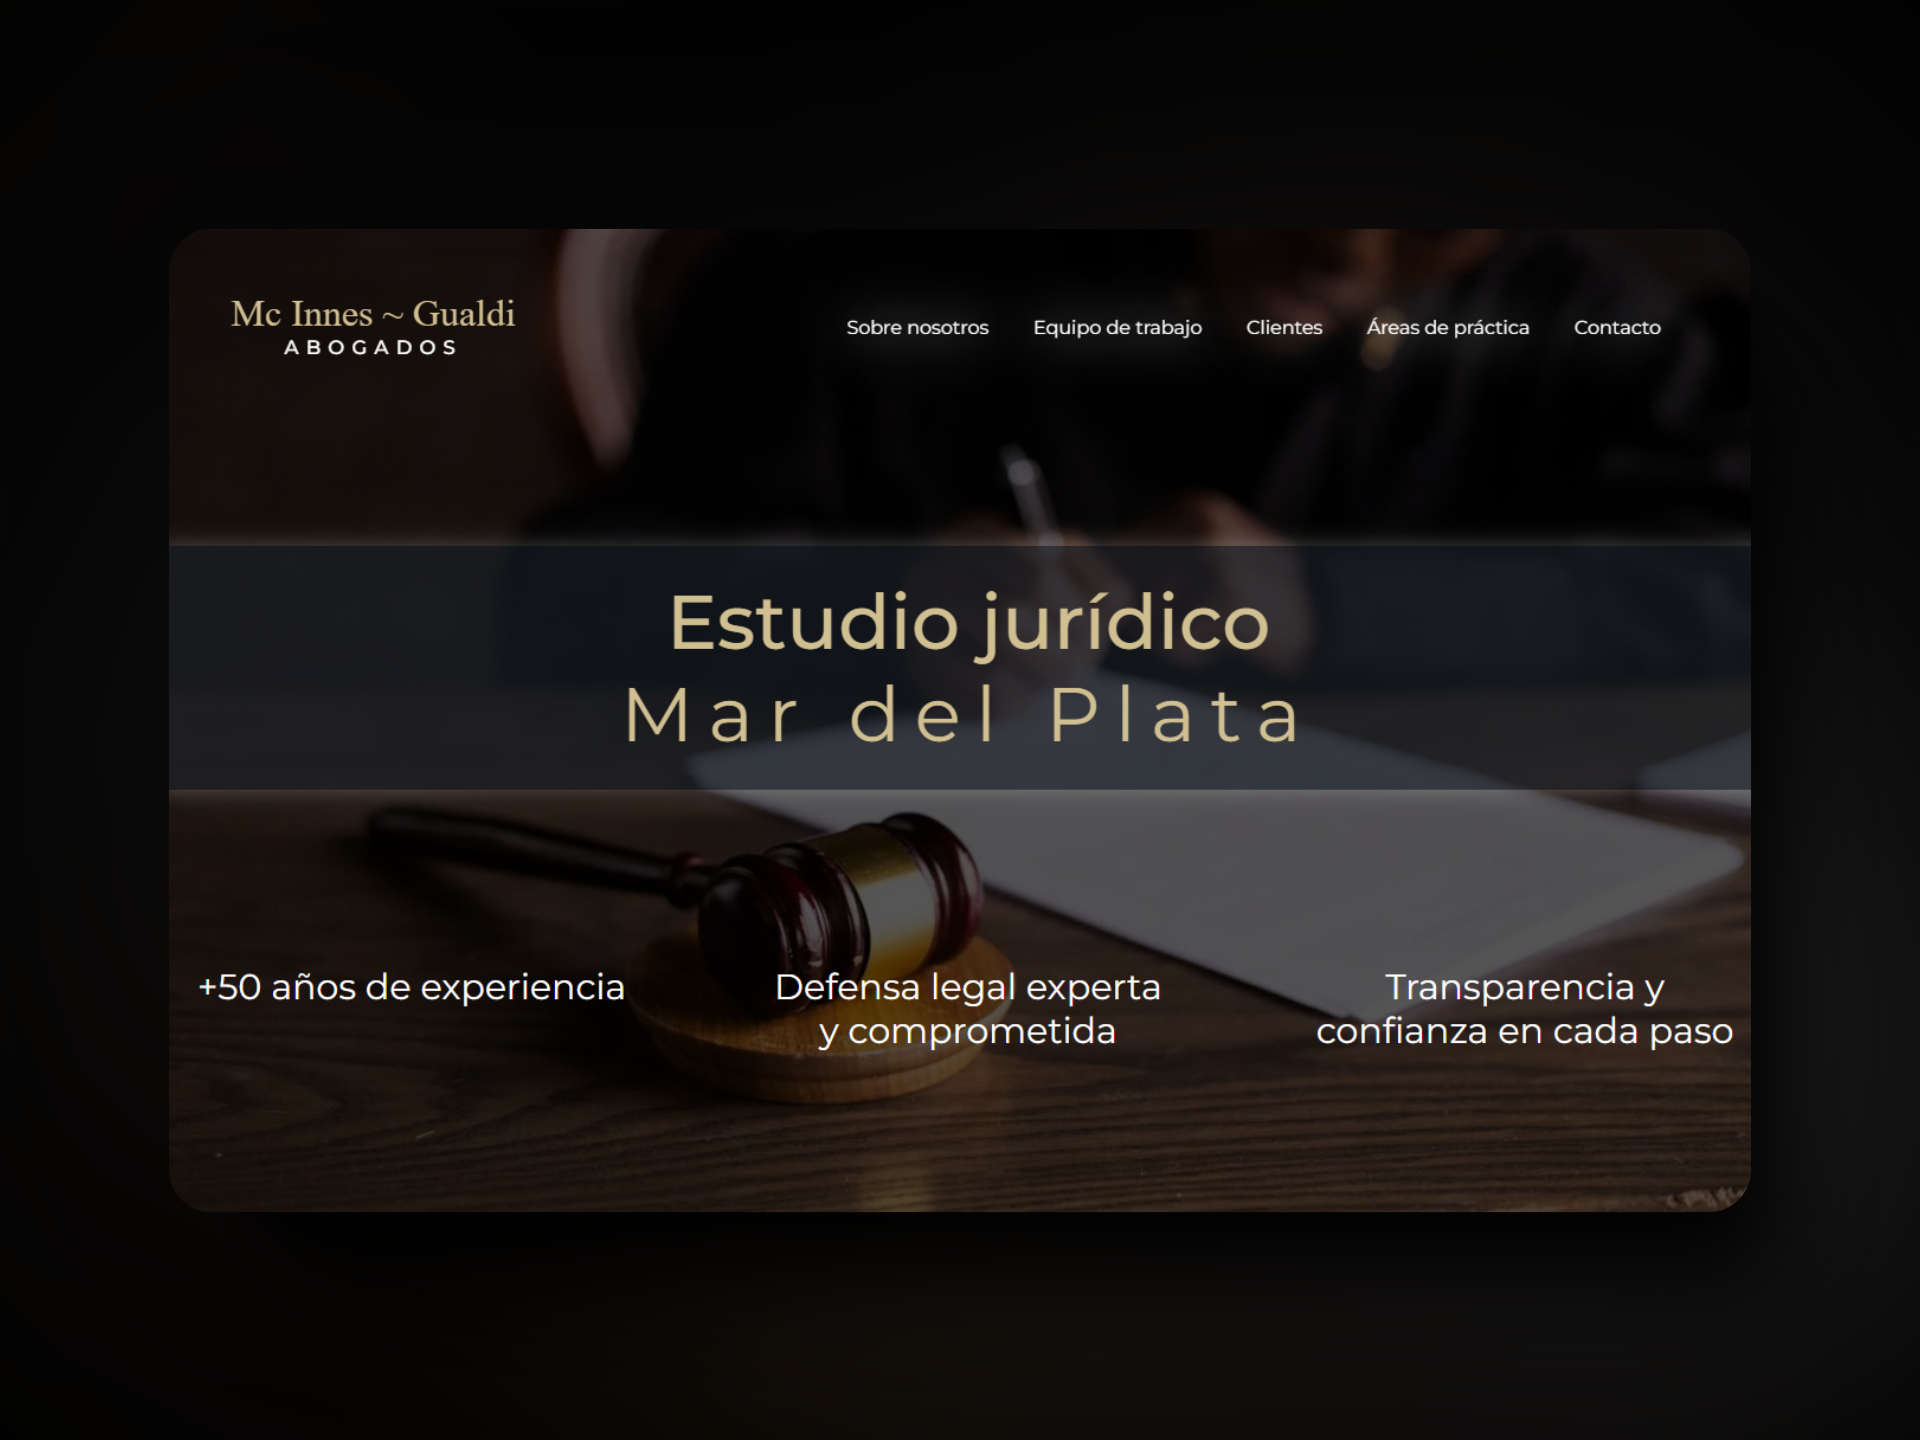 Mc Innes ~ Gualdi
ABOGADOS
Sobre nosotros
Equipo de trabajo
Clientes
Áreas de práctica
Contacto
Estudio jurídico
Mar del Plata
+50 años de experiencia
Defensa legal experta
y comprometida
Transparencia y
confianza en cada paso